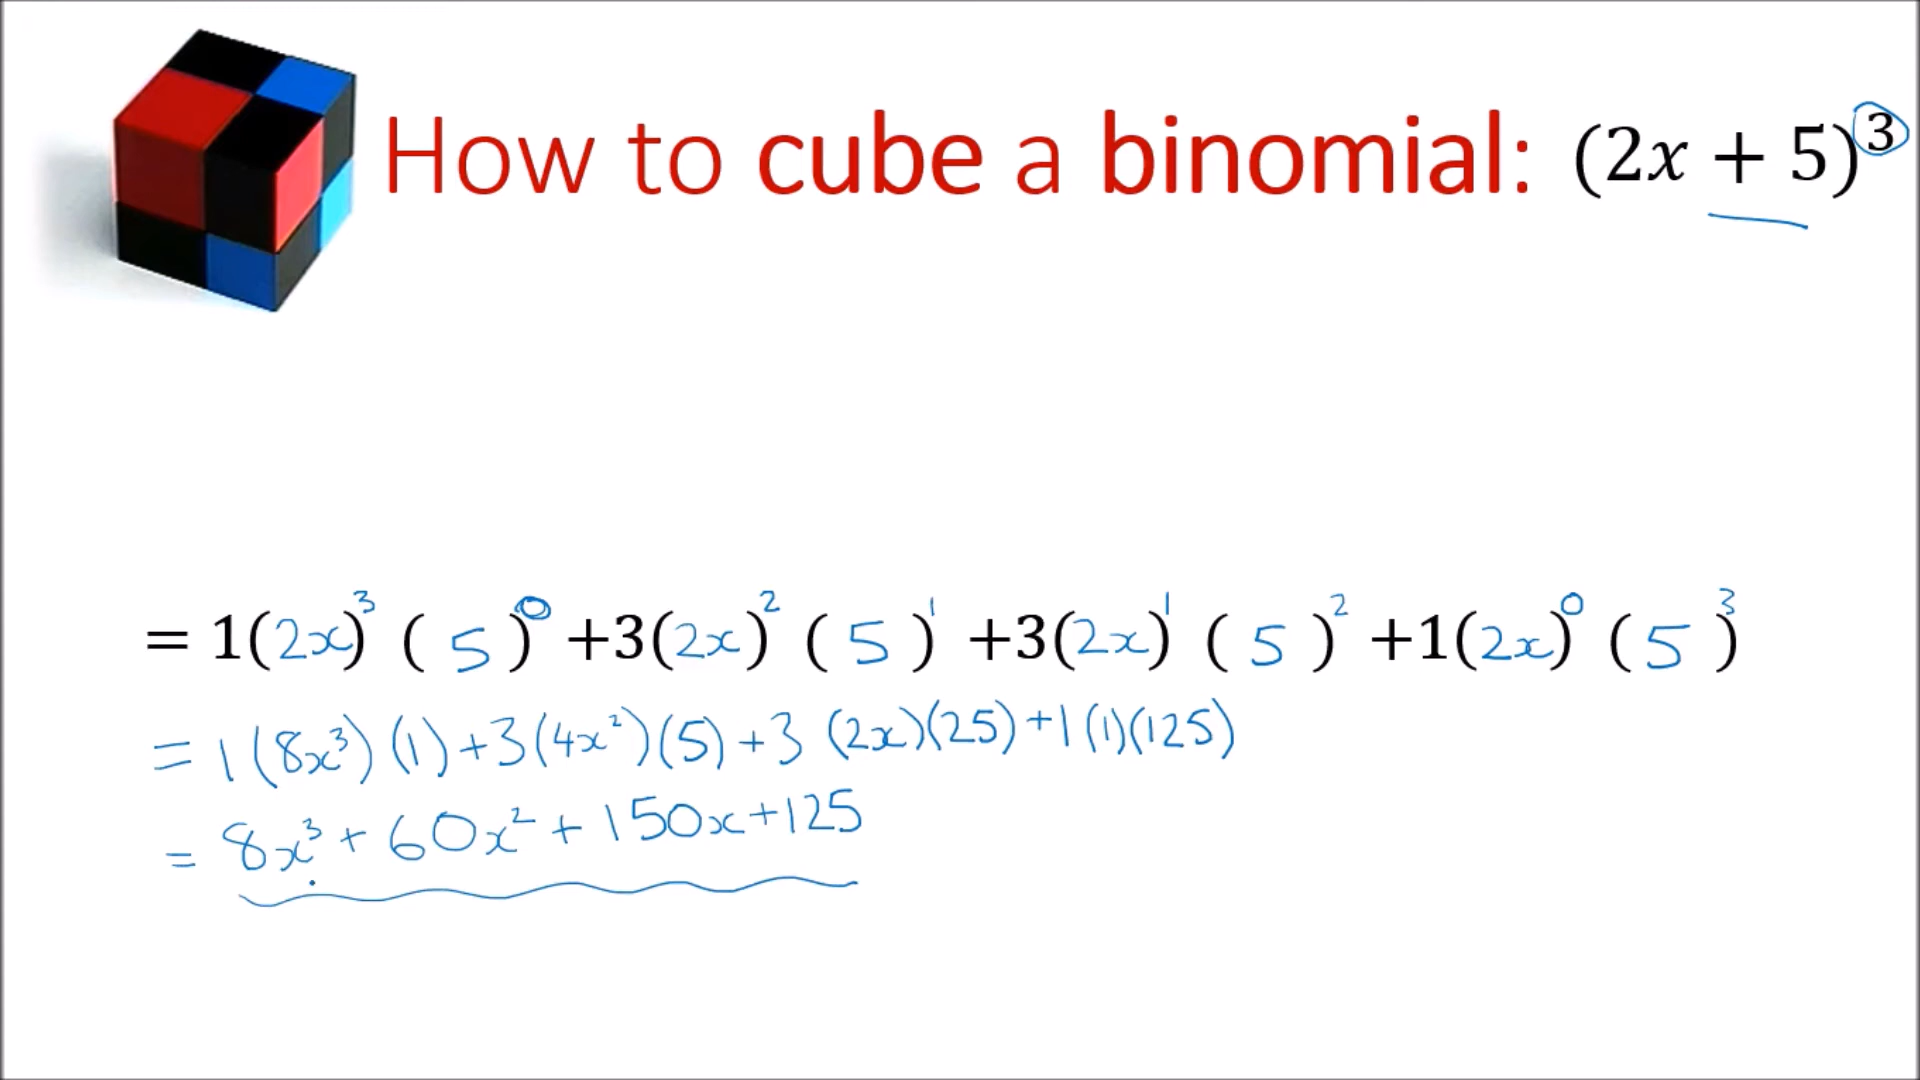 How to cube a binomial: (2x + 5)³
= 1(2x)³ ( 5 )⁰ +3(2x)² ( 5 )¹ +3(2x)¹ ( 5 )² +1(2x)⁰ ( 5 )³
= 1(8x³)(1)+3(4x²)(5)+3(2x)(25)+1(1)(125)
= 8x³+60x²+150x+125